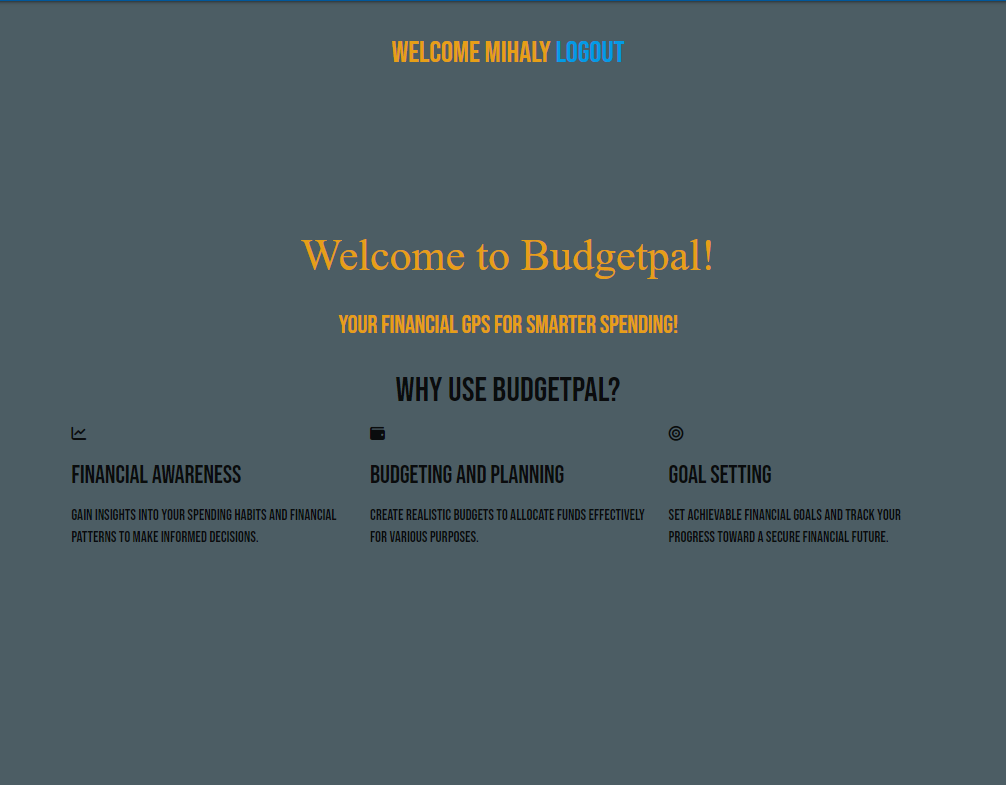 WELCOME MIHALY LOGOUT
Welcome to Budgetpal!
YOUR FINANCIAL GPS FOR SMARTER SPENDING!
WHY USE BUDGETPAL?
FINANCIAL AWARENESS
GAIN INSIGHTS INTO YOUR SPENDING HABITS AND FINANCIAL
PATTERNS TO MAKE INFORMED DECISIONS.
BUDGETING AND PLANNING
CREATE REALISTIC BUDGETS TO ALLOCATE FUNDS EFFECTIVELY
FOR VARIOUS PURPOSES.
GOAL SETTING
SET ACHIEVABLE FINANCIAL GOALS AND TRACK YOUR
PROGRESS TOWARD A SECURE FINANCIAL FUTURE.